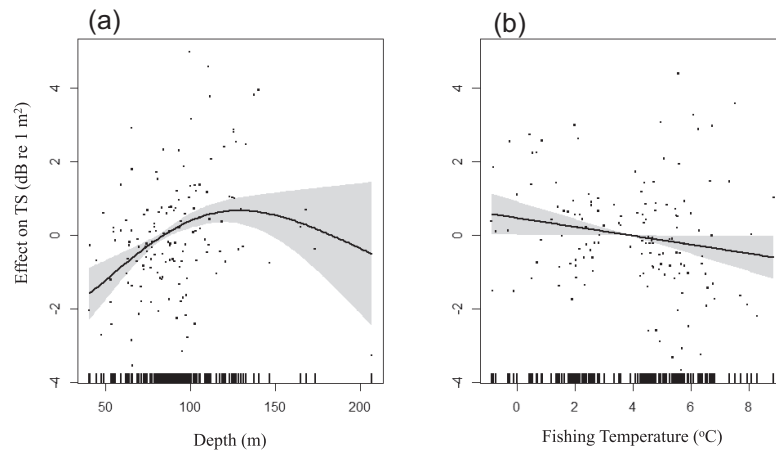 (a)
(b)
Effect on TS (dB re 1 m²)
4
2
0
-2
-4
50 100 150 200
Depth (m)
4
2
0
-2
-4
0 2 4 6 8
Fishing Temperature (°C)